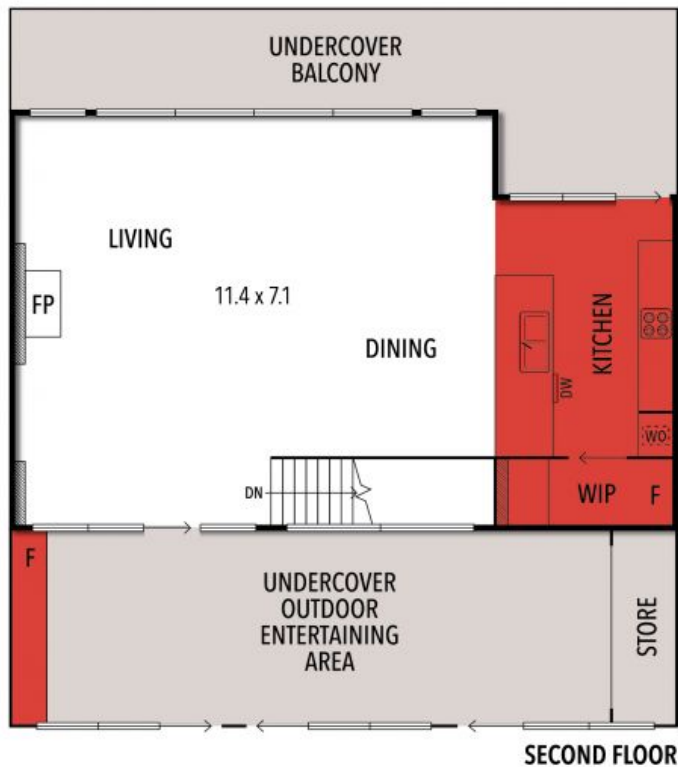 UNDERCOVER
BALCONY
LIVING
FP
11.4 x 7.1
DINING
KITCHEN
DW
WO
DN
WIP
F
F
UNDERCOVER
OUTDOOR
ENTERTAINING
AREA
STORE
SECOND FLOOR